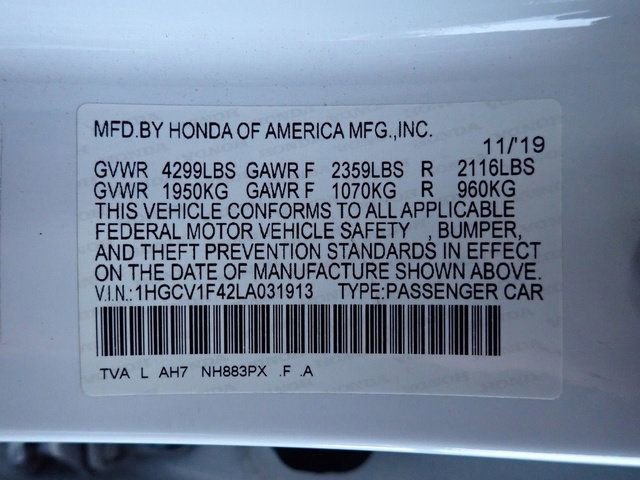 MFD.BY HONDA OF AMERICA MFG.,INC.
11/'19
GVWR 4299LBS GAWR F 2359LBS R 2116LBS
GVWR 1950KG GAWR F 1070KG R 960KG
THIS VEHICLE CONFORMS TO ALL APPLICABLE
FEDERAL MOTOR VEHICLE SAFETY , BUMPER,
AND THEFT PREVENTION STANDARDS IN EFFECT
ON THE DATE OF MANUFACTURE SHOWN ABOVE.
V.I.N.:1HGCV1F42LA031913 TYPE:PASSENGER CAR
TVA L AH7 NH883PX .F .A